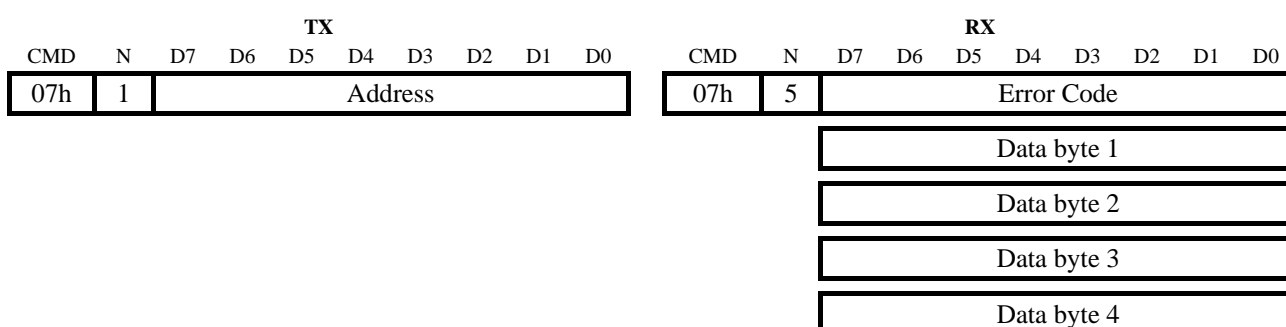 TX RX
CMD N D7 D6 D5 D4 D3 D2 D1 D0 CMD N D7 D6 D5 D4 D3 D2 D1 D0
07h 1 Address 07h 5 Error Code
Data byte 1
Data byte 2
Data byte 3
Data byte 4